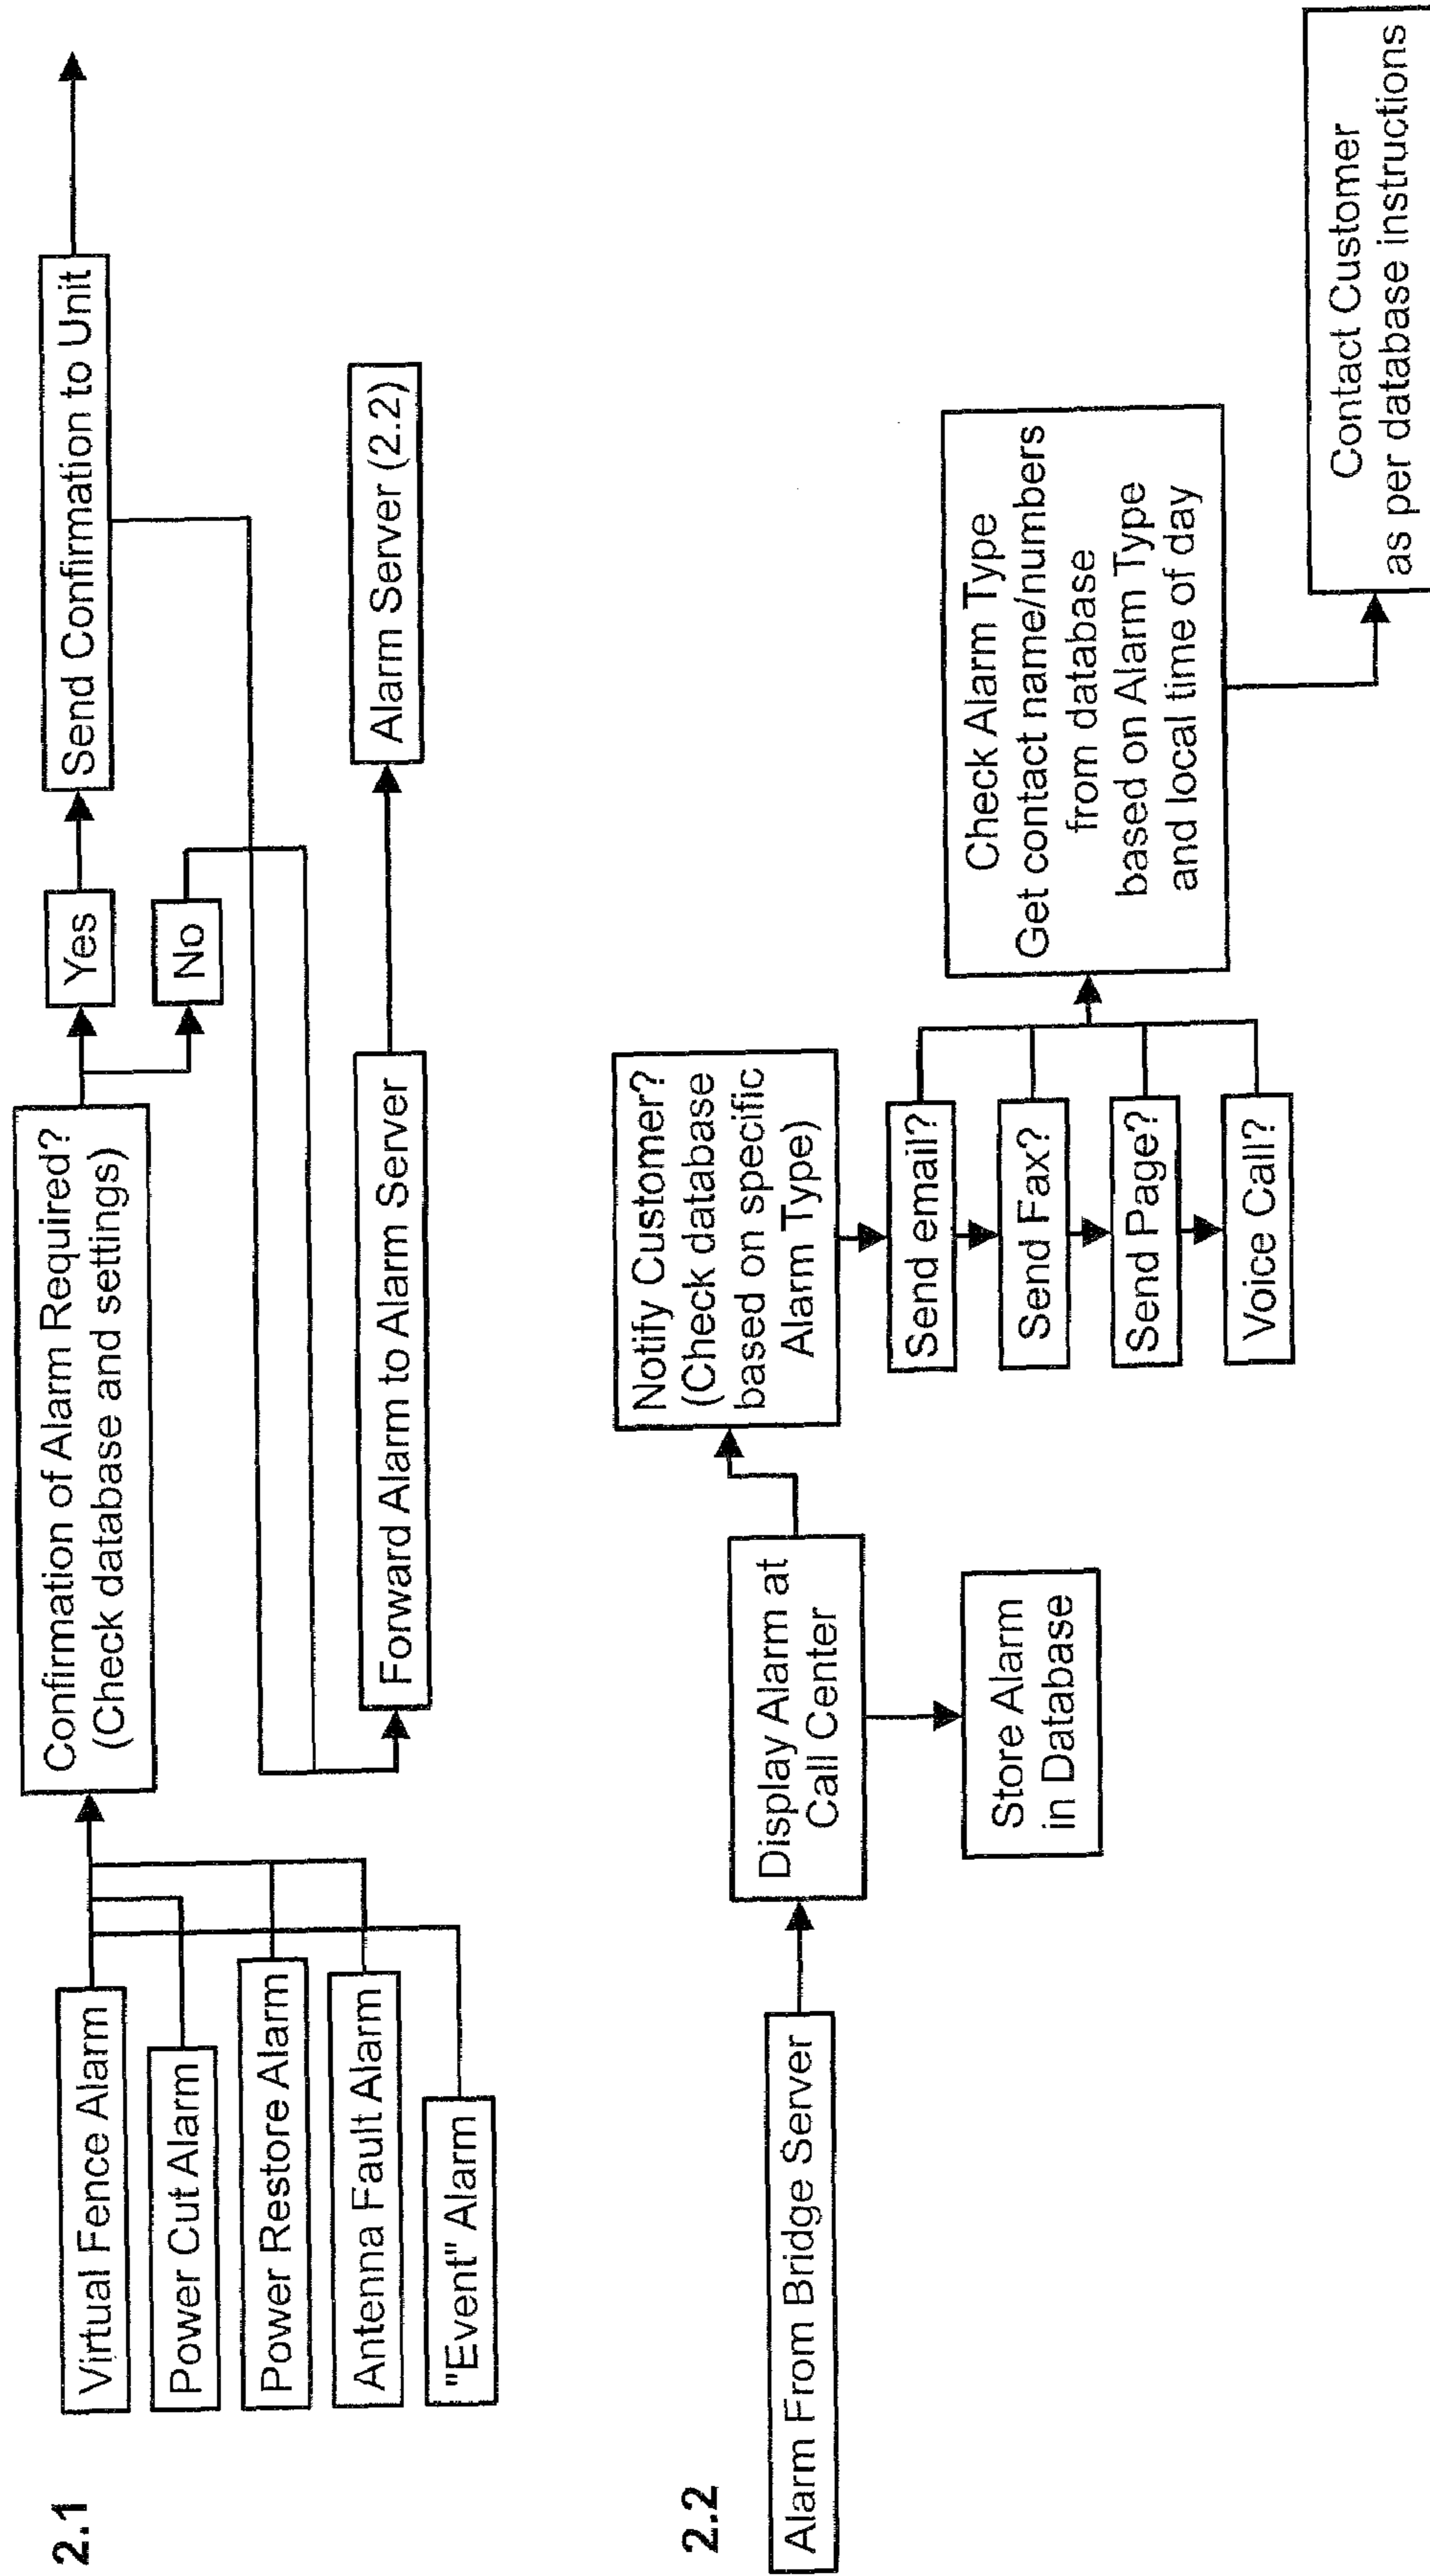 2.1
Virtual Fence Alarm
Power Cut Alarm
Power Restore Alarm
Antenna Fault Alarm
"Event" Alarm
Confirmation of Alarm Required?
(Check database and settings)
Yes
No
Send Confirmation to Unit
Forward Alarm to Alarm Server
Alarm Server (2.2)
2.2
Alarm From Bridge Server
Display Alarm at
Call Center
Store Alarm
in Database
Notify Customer?
(Check database
based on specific
Alarm Type)
Send email?
Send Fax?
Send Page?
Voice Call?
Check Alarm Type
Get contact name/numbers
from database
based on Alarm Type
and local time of day
Contact Customer
as per database instructions